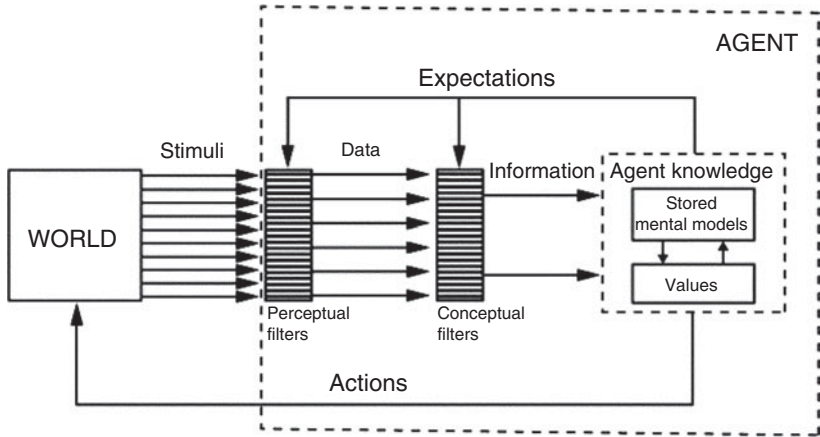 AGENT
Expectations
Stimuli
Data
Information
Agent knowledge
Stored
mental models
WORLD
Values
Perceptual
filters
Conceptual
filters
Actions